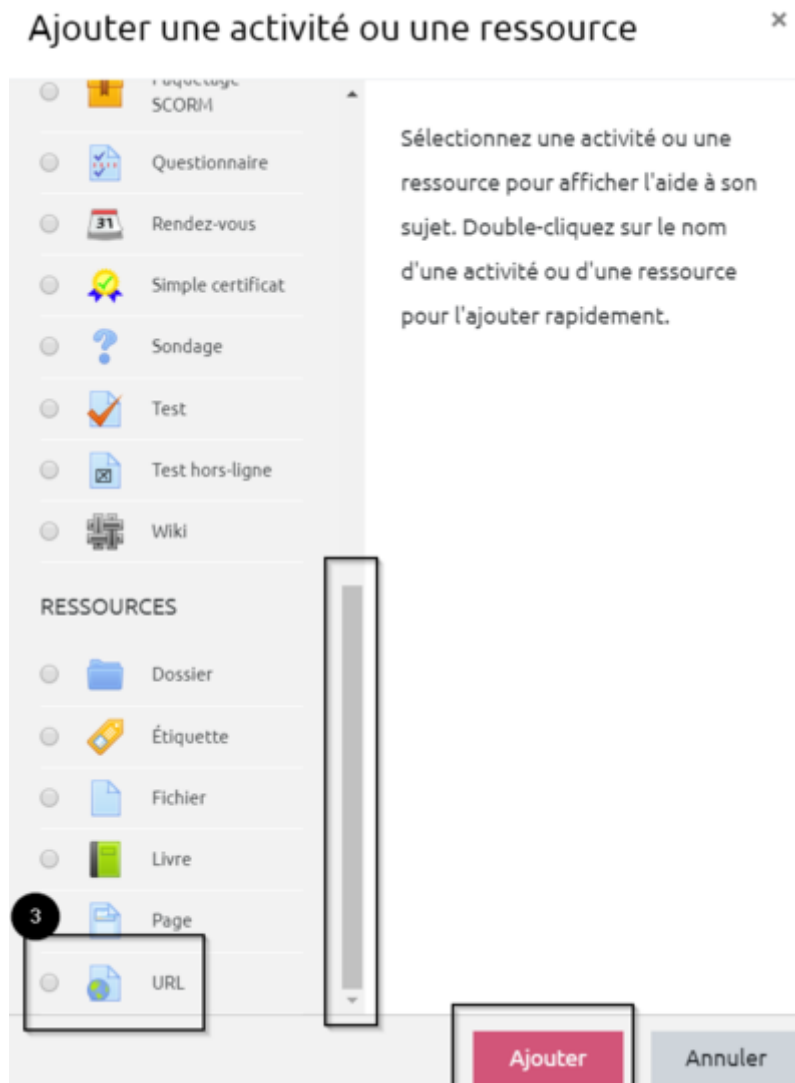 Ajouter une activité ou une ressource ×
Paquetage
SCORM
Questionnaire
31 Rendez-vous
Simple certificat
Sondage
Test
Test hors-ligne
Wiki
RESSOURCES
Dossier
Étiquette
Fichier
Livre
3 Page
URL
Sélectionnez une activité ou une
ressource pour afficher l'aide à son
sujet. Double-cliquez sur le nom
d'une activité ou d'une ressource
pour l'ajouter rapidement.
Ajouter Annuler